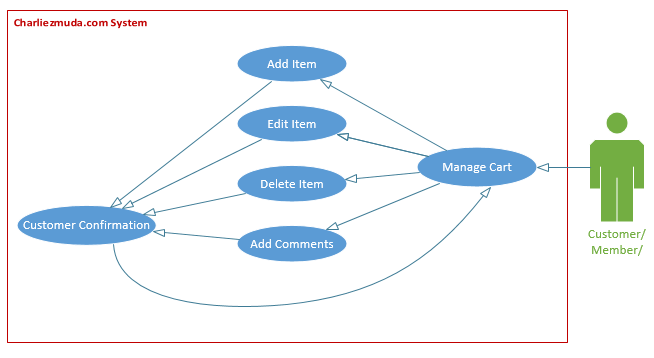 Charliezmuda.com System
Add Item
Edit Item
Manage Cart
Delete Item
Customer Confirmation
Add Comments
Customer/
Member/